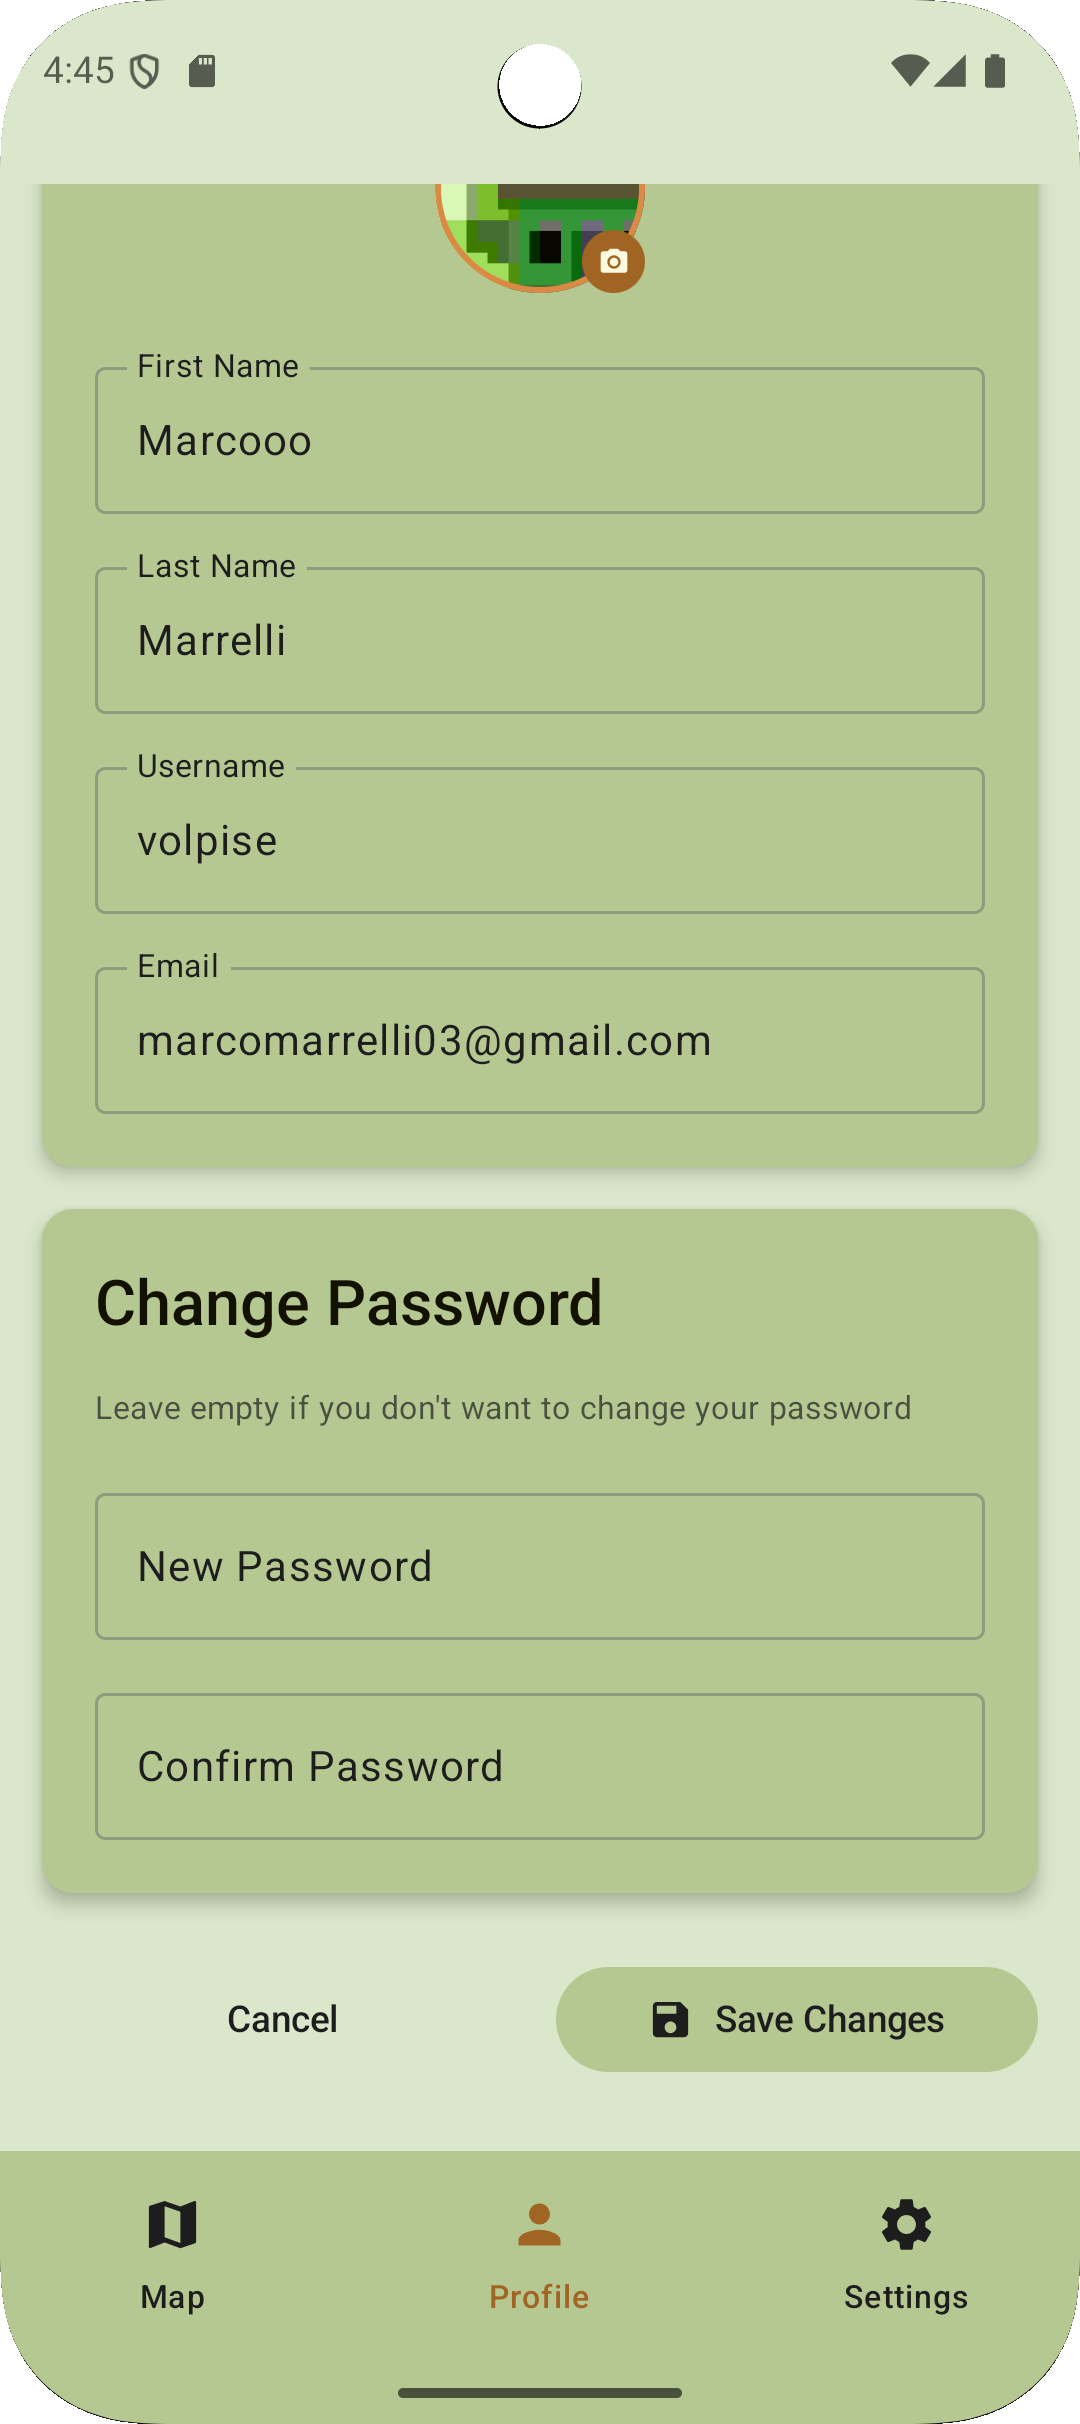 4:45
First Name
Marcooo
Last Name
Marrelli
Username
volpise
Email
marcomarrelli03@gmail.com
Change Password
Leave empty if you don't want to change your password
New Password
Confirm Password
Cancel
Save Changes
Map
Profile
Settings